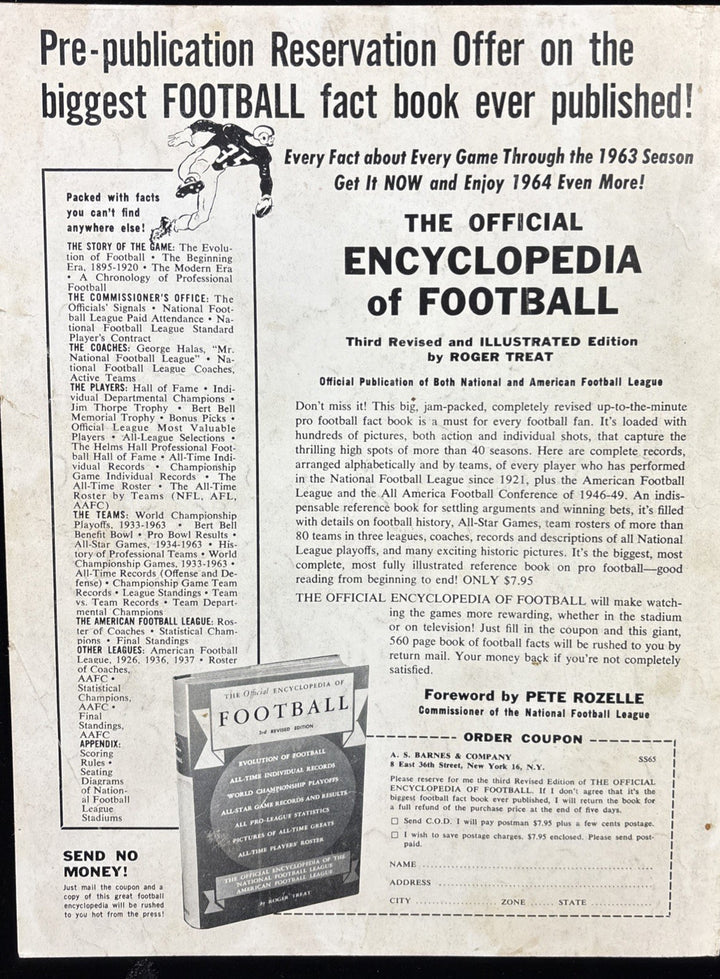 Pre-publication Reservation Offer on the
biggest FOOTBALL fact book ever published!
Every Fact about Every Game Through the 1963 Season
Get It NOW and Enjoy 1964 Even More!
Packed with facts
you can't find
anywhere else!
THE STORY OF THE GAME: The Evolu-
tion of Football • The Beginning
Era, 1895-1920 • The Modern Era
• A Chronology of Professional
Football
THE COMMISSIONER'S OFFICE: The
Officials' Signals • National Foot-
ball League Paid Attendance • Na-
tional Football League Standard
Player's Contract
THE COACHES: George Halas, "Mr.
National Football League" • Na-
tional Football League Coaches,
Active Teams
THE PLAYERS: Hall of Fame • Indi-
vidual Departmental Champions •
Jim Thorpe Trophy • Bert Bell
Memorial Trophy • Bonus Picks •
Official League Most Valuable
Players • All-League Selections •
The Helms Hall Professional Foot-
ball Hall of Fame • All-Time Indi-
vidual Records • Championship
Game Individual Records • The
All-Time Roster • The All-Time
Roster by Teams (NFL, AFL,
AAFC)
THE TEAMS: World Championship
Playoffs, 1933-1963 • Bert Bell
Benefit Bowl • Pro Bowl Results •
All-Star Games, 1934-1963 • His-
tory of Professional Teams • World
Championship Games, 1933-1963 •
All-Time Records (Offense and De-
fense) • Championship Game Team
Records • League Standings • Team
vs. Team Records • Team Depart-
mental Champions
THE AMERICAN FOOTBALL LEAGUE: Ros-
ter of Coaches • Statistical Cham-
pions • Final Standings
OTHER LEAGUES: American Football
League, 1926, 1936, 1937 • Roster
of Coaches,
AAFC •
Statistical
Champions,
AAFC •
Final
Standings,
AAFC
APPENDIX:
Scoring
Rules •
Seating
Diagrams
of Nation-
al Football
League
Stadiums
SEND NO
MONEY!
Just mail the coupon and a
copy of this great football
encyclopedia will be rushed
to you hot from the press!
THE OFFICIAL
ENCYCLOPEDIA
of FOOTBALL
Third Revised and ILLUSTRATED Edition
by ROGER TREAT
Official Publication of Both National and American Football League
Don't miss it! This big, jam-packed, completely revised up-to-the-minute
pro football fact book is a must for every football fan. It's loaded with
hundreds of pictures, both action and individual shots, that capture the
thrilling high spots of more than 40 seasons. Here are complete records,
arranged alphabetically and by teams, of every player who has performed
in the National Football League since 1921, plus the American Football
League and the All America Football Conference of 1946-49. An indis-
pensable reference book for settling arguments and winning bets, it's filled
with details on football history, All-Star Games, team rosters of more than
80 teams in three leagues, coaches, records and descriptions of all National
League playoffs, and many exciting historic pictures. It's the biggest, most
complete, most fully illustrated reference book on pro football—good
reading from beginning to end! ONLY $7.95
THE OFFICIAL ENCYCLOPEDIA OF FOOTBALL will make watch-
ing the games more rewarding, whether in the stadium
or on television! Just fill in the coupon and this giant,
560 page book of football facts will be rushed to you by
return mail. Your money back if you're not completely
satisfied.
Foreword by PETE ROZELLE
Commissioner of the National Football League
THE Official ENCYCLOPEDIA OF
FOOTBALL
3rd REVISED EDITION
EVOLUTION OF FOOTBALL
ALL-TIME INDIVIDUAL RECORDS
WORLD CHAMPIONSHIP PLAYOFFS
ALL-STAR GAME RECORDS AND RESULTS
ALL PRO-LEAGUE STATISTICS
PICTURES OF ALL-TIME GREATS
ALL-TIME PLAYERS' ROSTER
THE OFFICIAL ENCYCLOPEDIA OF THE
NATIONAL FOOTBALL LEAGUE
AMERICAN FOOTBALL LEAGUE
By ROGER TREAT
ORDER COUPON
A. S. BARNES & COMPANY SS65
8 East 36th Street, New York 16, N.Y.
Please reserve for me the third Revised Edition of THE OFFICIAL
ENCYCLOPEDIA OF FOOTBALL. If I don't agree that it's the
biggest football fact book ever published, I will return the book for
a full refund of the purchase price at the end of five days.
☐ Send C.O.D. I will pay postman $7.95 plus a few cents postage.
☐ I wish to save postage charges. $7.95 enclosed. Please send post-
paid.
NAME
ADDRESS
CITY ZONE STATE